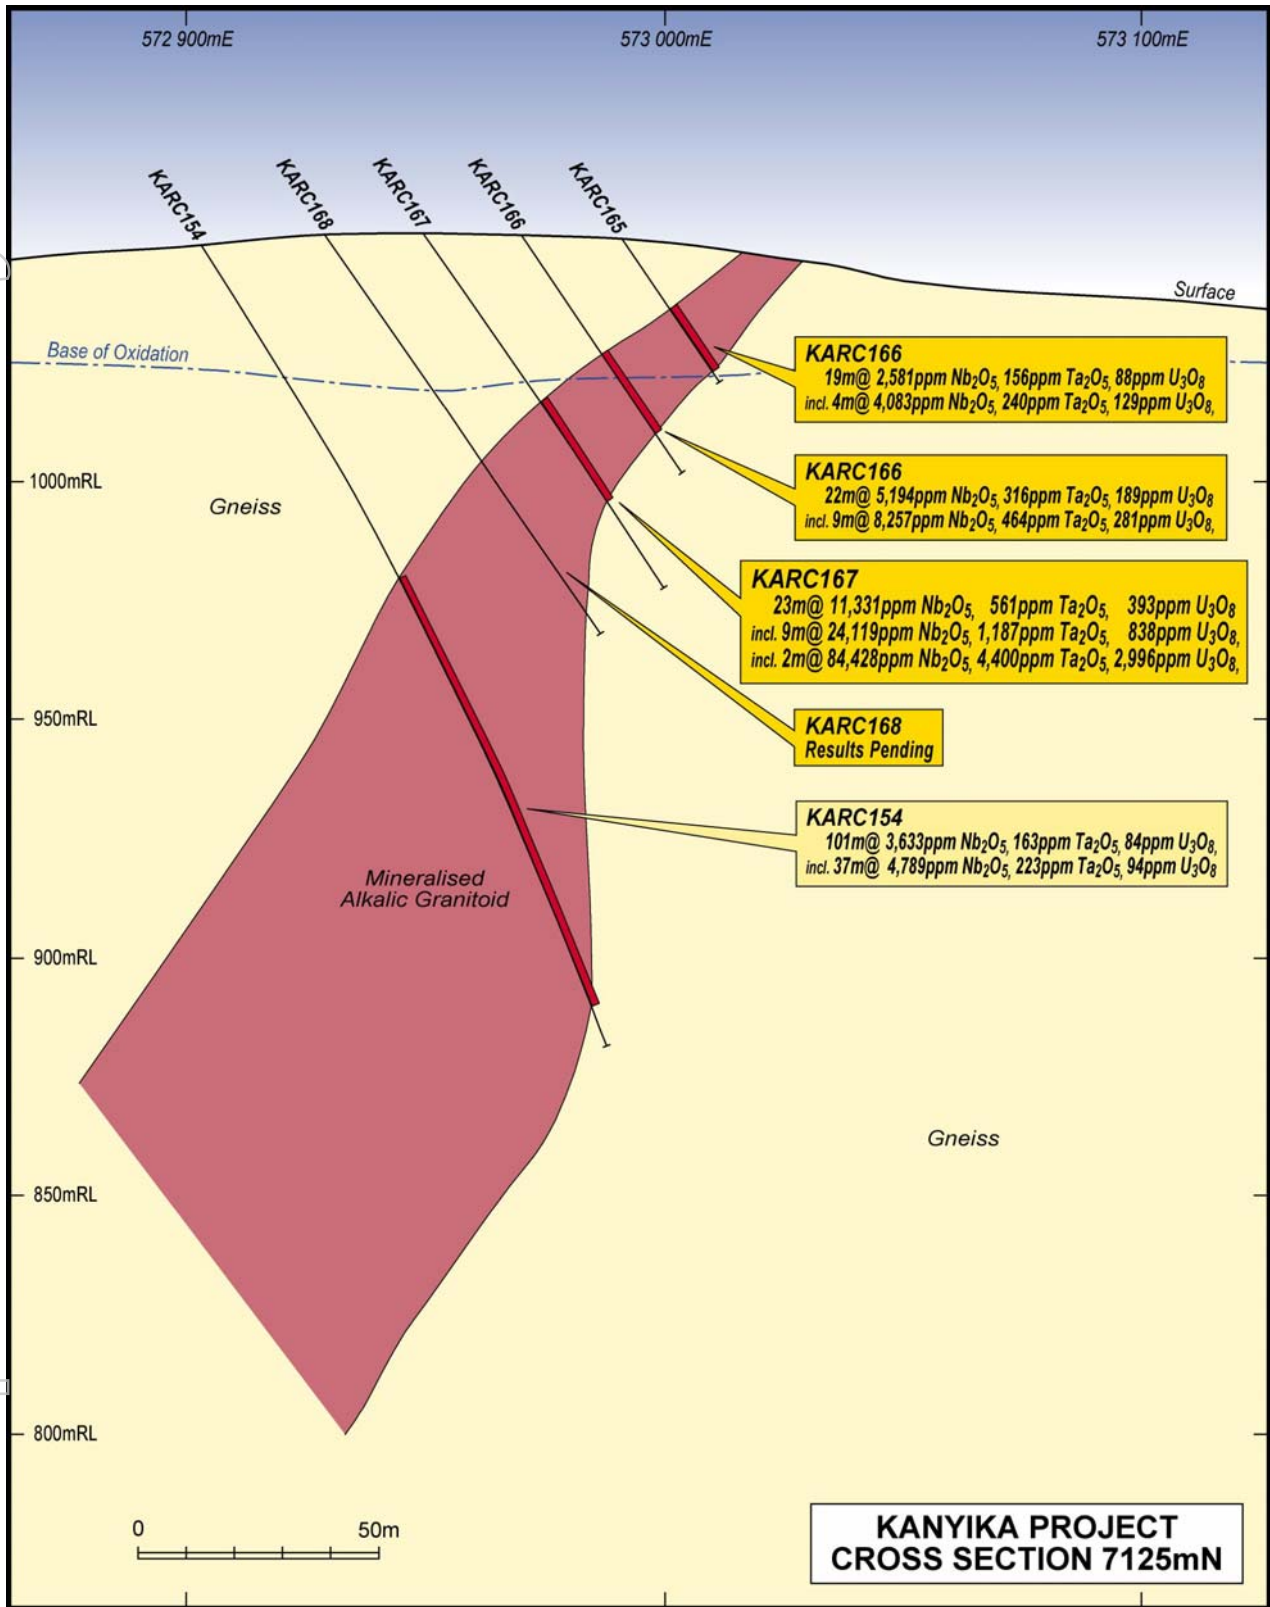 572 900mE
573 000mE
573 100mE
KARC154
KARC168
KARC167
KARC166
KARC165
Surface
Base of Oxidation
KARC166
19m@ 2,581ppm Nb₂O₅, 156ppm Ta₂O₅, 88ppm U₃O₈
incl. 4m@ 4,083ppm Nb₂O₅, 240ppm Ta₂O₅, 129ppm U₃O₈,
KARC166
22m@ 5,194ppm Nb₂O₅, 316ppm Ta₂O₅, 189ppm U₃O₈
incl. 9m@ 8,257ppm Nb₂O₅, 464ppm Ta₂O₅, 281ppm U₃O₈,
1000mRL
Gneiss
KARC167
23m@ 11,331ppm Nb₂O₅, 561ppm Ta₂O₅, 393ppm U₃O₈
incl. 9m@ 24,119ppm Nb₂O₅, 1,187ppm Ta₂O₅, 838ppm U₃O₈,
incl. 2m@ 84,428ppm Nb₂O₅, 4,400ppm Ta₂O₅, 2,996ppm U₃O₈,
950mRL
KARC168
Results Pending
KARC154
101m@ 3,633ppm Nb₂O₅, 163ppm Ta₂O₅, 84ppm U₃O₈,
incl. 37m@ 4,789ppm Nb₂O₅, 223ppm Ta₂O₅, 94ppm U₃O₈
Mineralised
Alkalic Granitoid
900mRL
Gneiss
850mRL
800mRL
0 50m
KANYIKA PROJECT
CROSS SECTION 7125mN